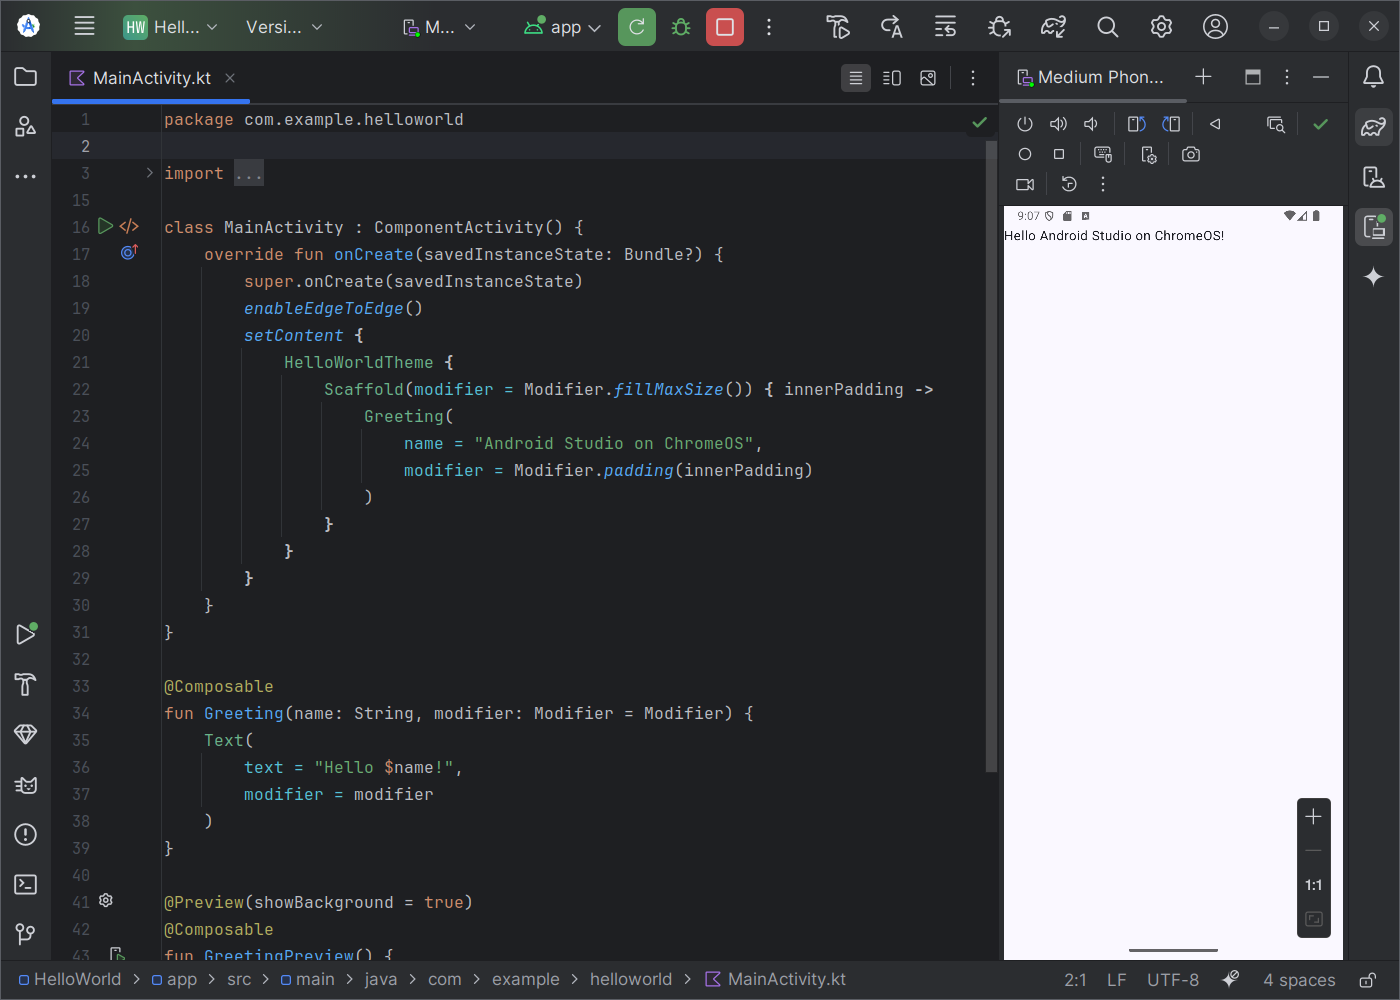 HW Hell... Versi... M... app
MainActivity.kt
Medium Phon...
1 package com.example.helloworld
2
3 import ...
15
16 class MainActivity : ComponentActivity() {
17 override fun onCreate(savedInstanceState: Bundle?) {
18 super.onCreate(savedInstanceState)
19 enableEdgeToEdge()
20 setContent {
21 HelloWorldTheme {
22 Scaffold(modifier = Modifier.fillMaxSize()) { innerPadding ->
23 Greeting(
24 name = "Android Studio on ChromeOS",
25 modifier = Modifier.padding(innerPadding)
26 )
27 }
28 }
29 }
30 }
31 }
32
33 @Composable
34 fun Greeting(name: String, modifier: Modifier = Modifier) {
35 Text(
36 text = "Hello $name!",
37 modifier = modifier
38 )
39 }
40
41 @Preview(showBackground = true)
42 @Composable
43 fun GreetingPreview() {
9:07
Hello Android Studio on ChromeOS!
1:1
HelloWorld > app > src > main > java > com > example > helloworld > MainActivity.kt
2:1 LF UTF-8 4 spaces